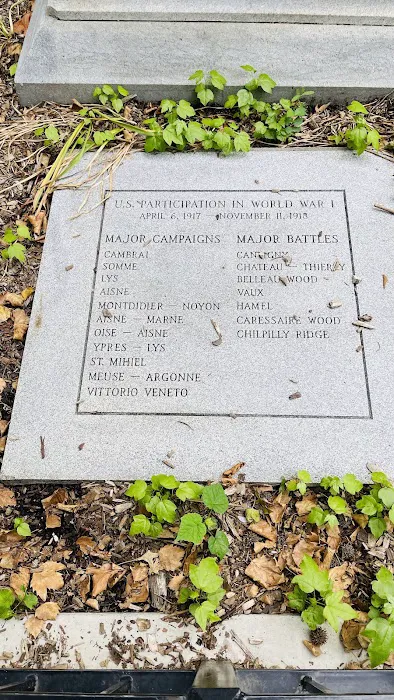 U.S. PARTICIPATION IN WORLD WAR I
APRIL 6, 1917 — NOVEMBER 11, 1918
MAJOR CAMPAIGNS
CAMBRAI
SOMME
LYS
AISNE
MONTDIDIER — NOYON
AISNE — MARNE
OISE — AISNE
YPRES — LYS
ST. MIHIEL
MEUSE — ARGONNE
VITTORIO VENETO
MAJOR BATTLES
CANTIGNY
CHATEAU — THIERRY
BELLEAU WOOD
VAUX
HAMEL
CARESSAIRE WOOD
CHILPILLY RIDGE